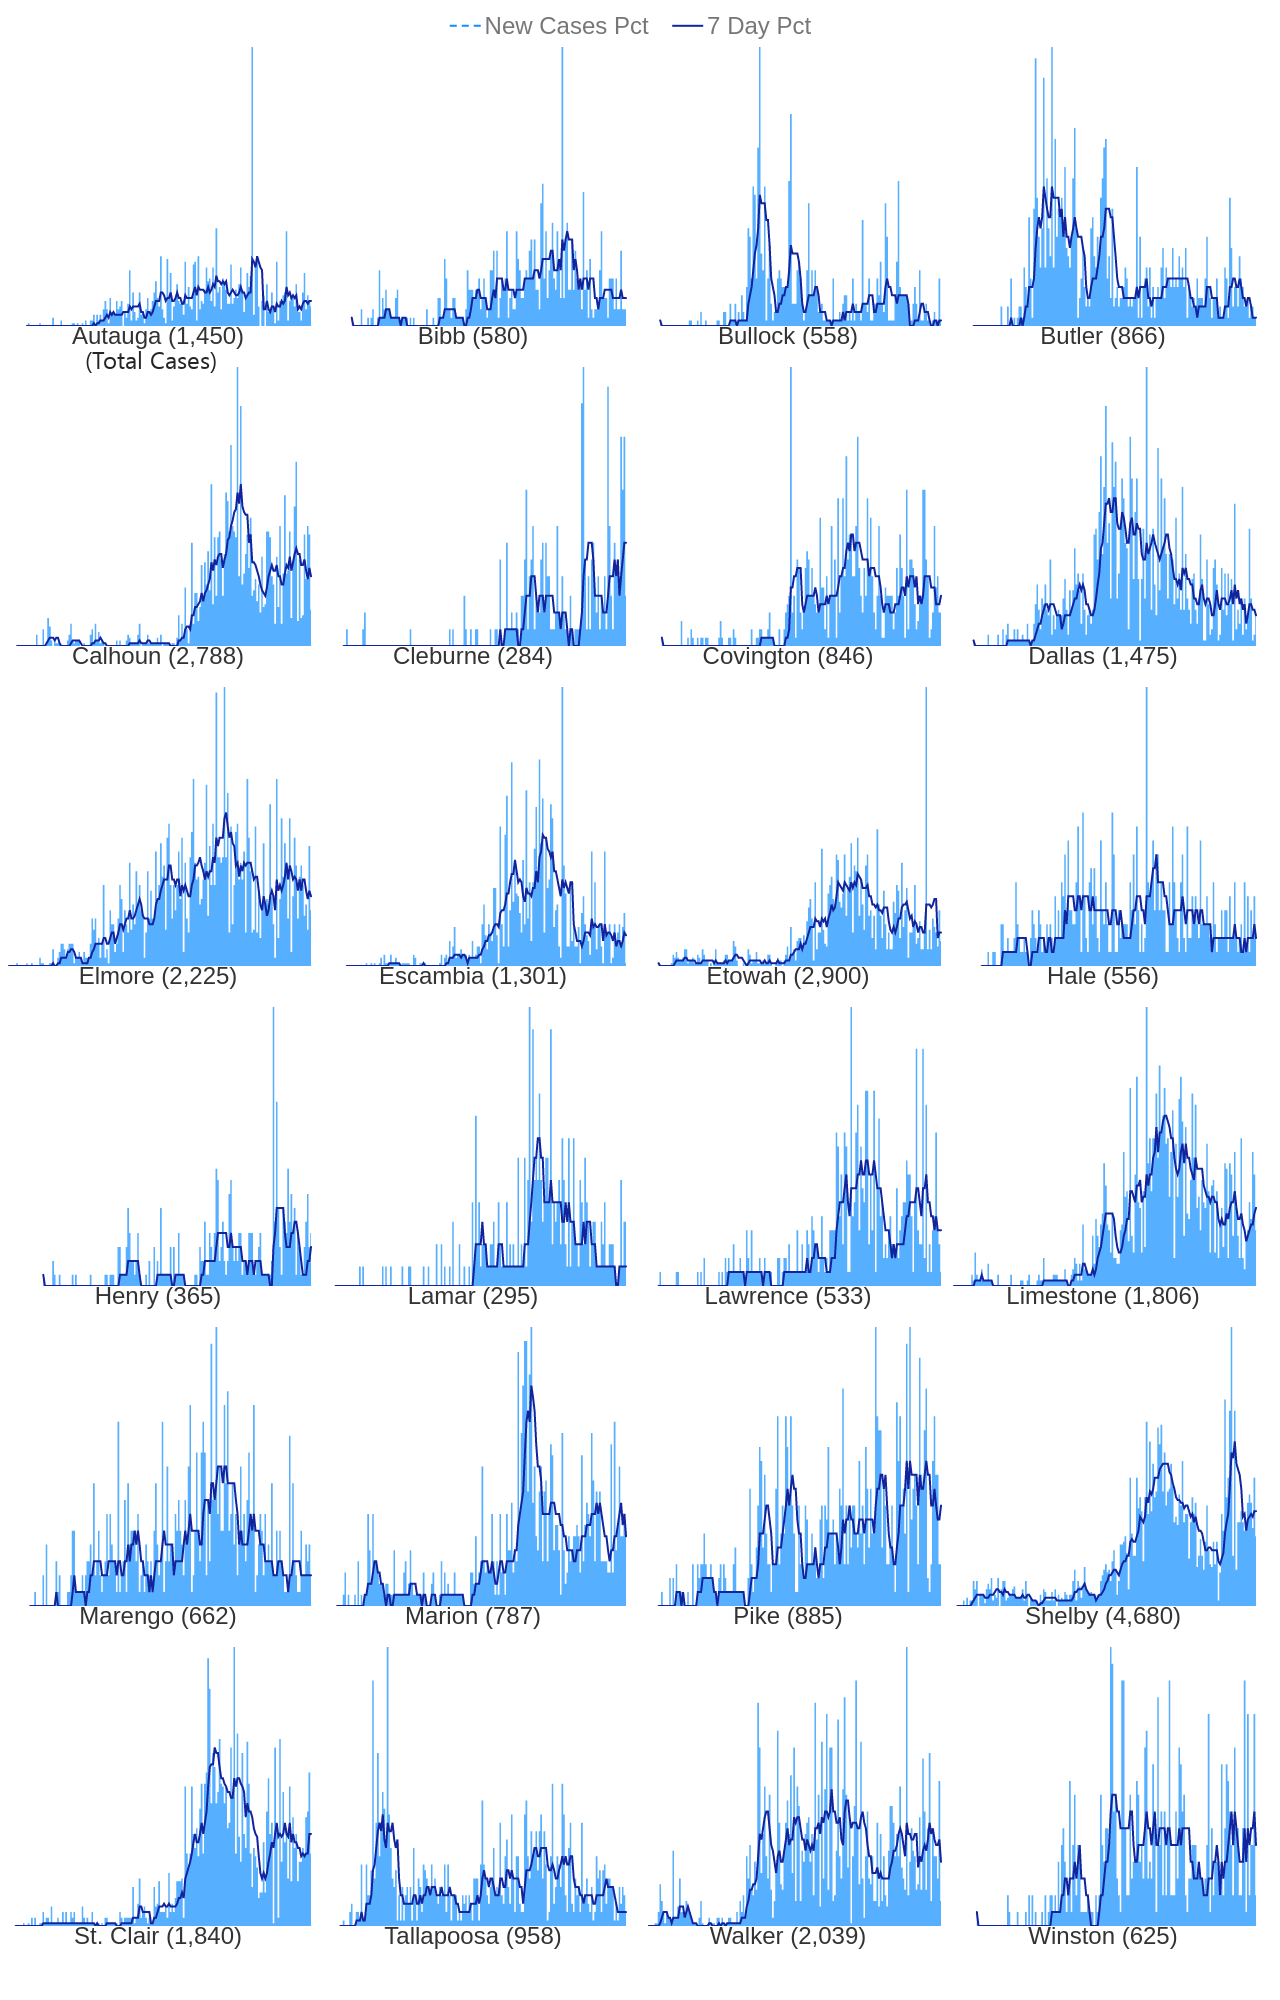 New Cases Pct 7 Day Pct
Autauga (1,450) Bibb (580) Bullock (558) Butler (866)
(Total Cases)
Calhoun (2,788) Cleburne (284) Covington (846) Dallas (1,475)
Elmore (2,225) Escambia (1,301) Etowah (2,900) Hale (556)
Henry (365) Lamar (295) Lawrence (533) Limestone (1,806)
Marengo (662) Marion (787) Pike (885) Shelby (4,680)
St. Clair (1,840) Tallapoosa (958) Walker (2,039) Winston (625)